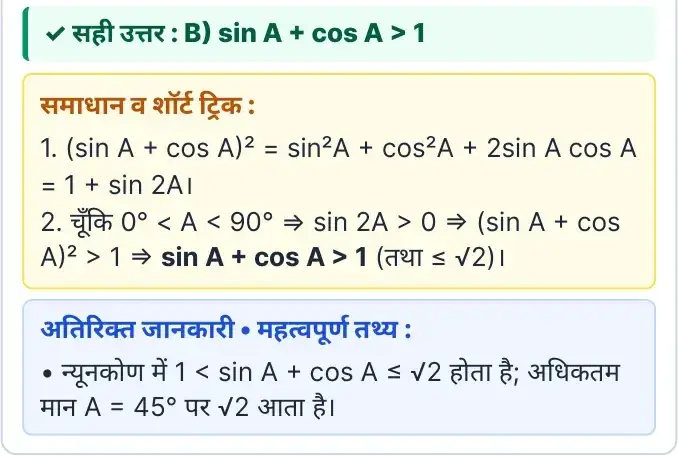 ✓ सही उत्तर : B) sin A + cos A > 1
समाधान व शॉर्ट ट्रिक :
1. (sin A + cos A)² = sin²A + cos²A + 2sin A cos A
= 1 + sin 2A।
2. चूँकि 0° < A < 90° ⇒ sin 2A > 0 ⇒ (sin A + cos
A)² > 1 ⇒ sin A + cos A > 1 (तथा ≤ √2)।
अतिरिक्त जानकारी • महत्वपूर्ण तथ्य :
• न्यूनकोण में 1 < sin A + cos A ≤ √2 होता है; अधिकतम
मान A = 45° पर √2 आता है।